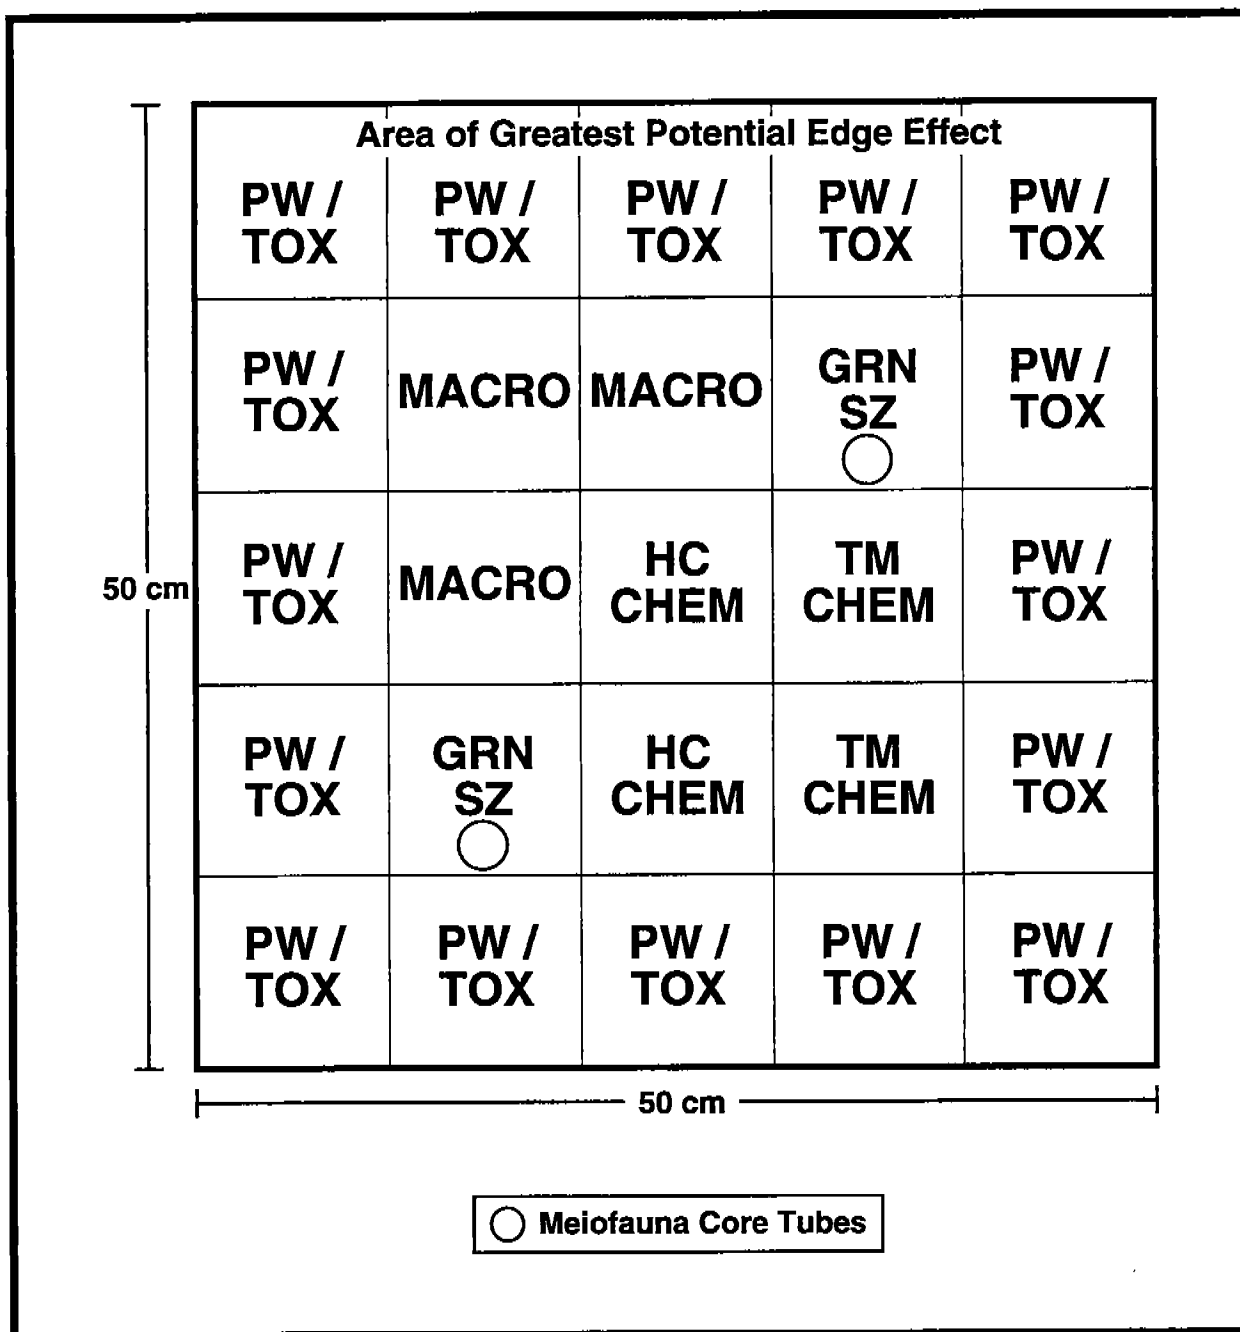 Area of Greatest Potential Edge Effect
PW / PW / PW / PW / PW /
TOX TOX TOX TOX TOX
PW / TOX
MACRO
MACRO
GRN
SZ
PW /
TOX
PW /
TOX
MACRO
HC
CHEM
TM
CHEM
PW /
TOX
50 cm
PW /
TOX
GRN
SZ
HC
CHEM
TM
CHEM
PW /
TOX
PW / PW / PW / PW / PW /
TOX TOX TOX TOX TOX
50 cm
Meiofauna Core Tubes